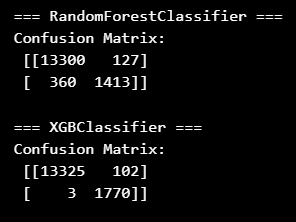 === RandomForestClassifier ===
Confusion Matrix:
[[13300   127]
[  360  1413]]
=== XGBClassifier ===
Confusion Matrix:
[[13325   102]
[    3  1770]]